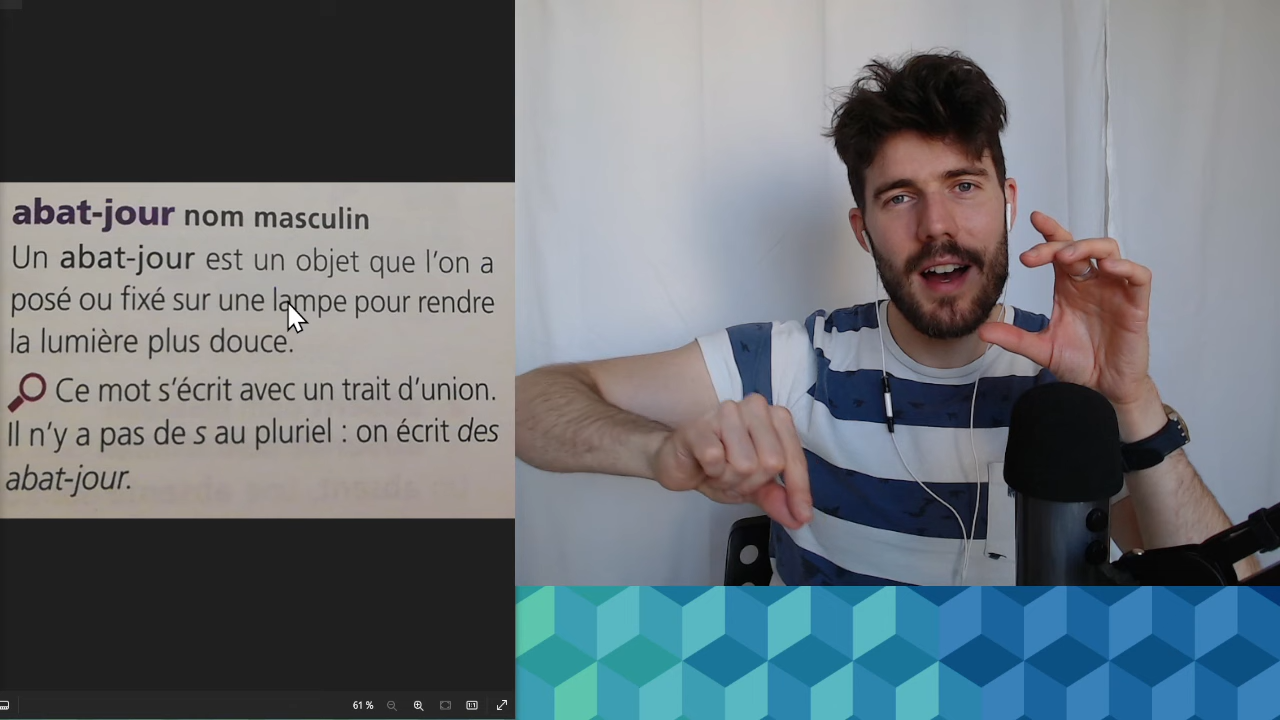 abat-jour nom masculin
Un abat-jour est un objet que l'on a
posé ou fixé sur une lampe pour rendre
la lumière plus douce.
Ce mot s'écrit avec un trait d'union.
Il n'y a pas de s au pluriel : on écrit des
abat-jour.
61 %